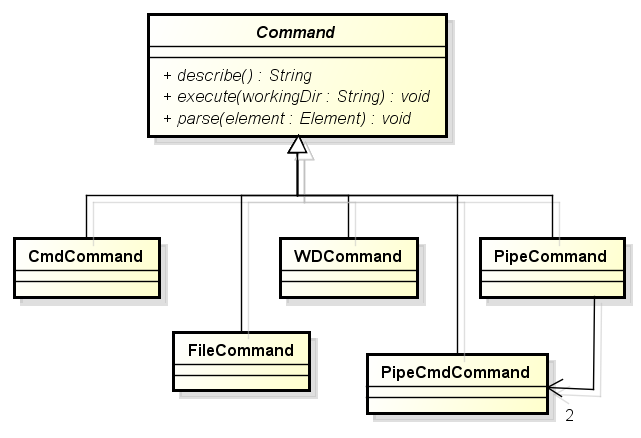 Command
+ describe() : String
+ execute(workingDir : String) : void
+ parse(element : Element) : void
CmdCommand
WDCommand
PipeCommand
FileCommand
PipeCmdCommand
2